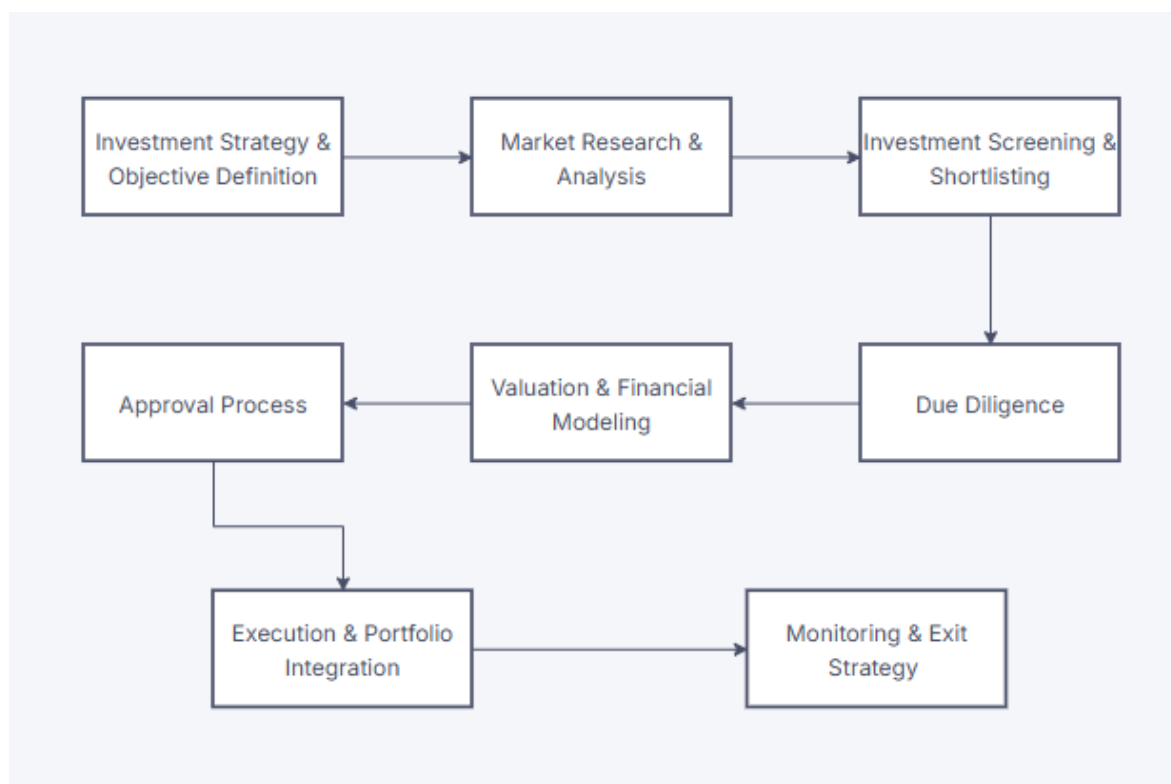 Investment Strategy &
Objective Definition
Market Research &
Analysis
Investment Screening &
Shortlisting
Due Diligence
Valuation & Financial
Modeling
Approval Process
Execution & Portfolio
Integration
Monitoring & Exit
Strategy